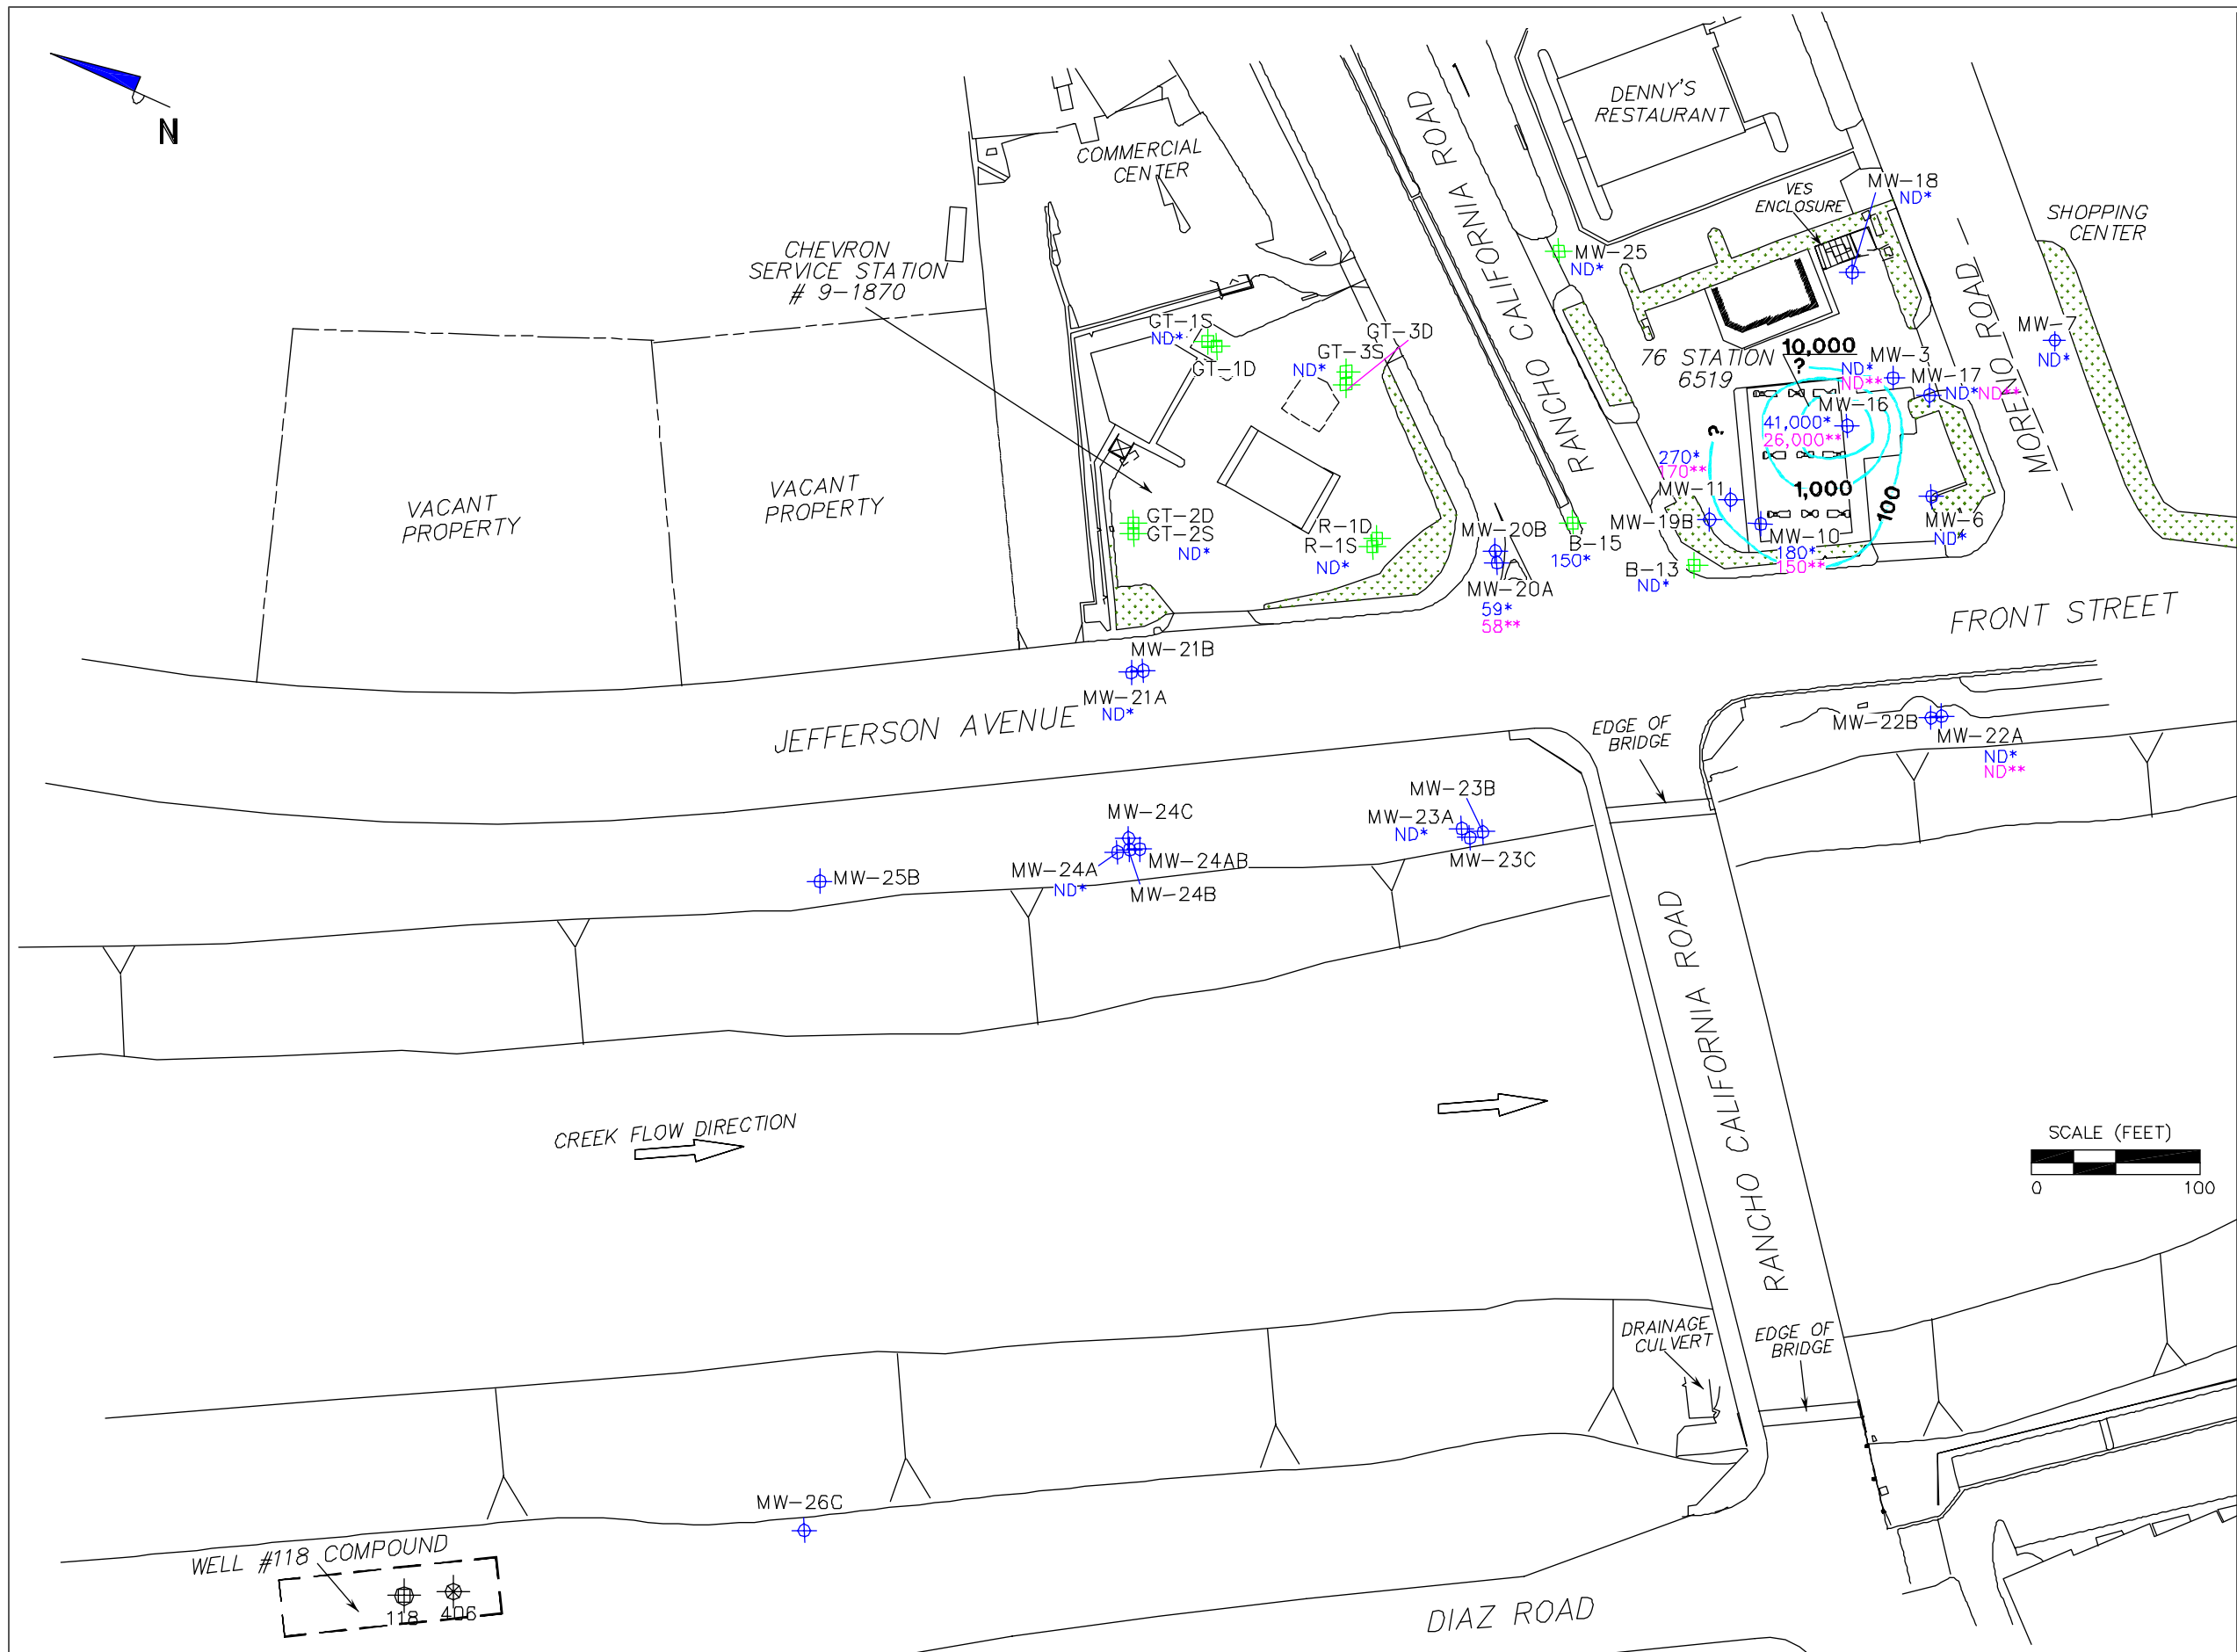 N
COMMERCIAL
CENTER
CHEVRON
SERVICE STATION
# 9-1870
DENNY'S
RESTAURANT
RANCHO CALIFORNIA ROAD
VES
ENCLOSURE
MW-18
ND*
SHOPPING
CENTER
MW-25
ND*
MW-7
ND*
MORENO ROAD
76 STATION
6519
10,000
?
MW-3
ND*
ND**
MW-17
ND*
ND**
MW-16
41,000*
26,000**
?
270*
170**
MW-11
1,000
100
MW-19B
MW-10
180*
150**
MW-6
ND*
GT-1S
ND*
GT-1D
GT-3S
ND*
GT-3D
VACANT
PROPERTY
VACANT
PROPERTY
GT-2D
GT-2S
ND*
R-1D
R-1S
ND*
MW-20B
MW-20A
59*
58**
B-15
150*
B-13
ND*
FRONT STREET
MW-21B
MW-21A
ND*
JEFFERSON AVENUE
EDGE OF
BRIDGE
MW-22B
MW-22A
ND*
ND**
MW-23B
MW-23A
ND*
MW-23C
MW-24C
MW-24A
ND*
MW-24AB
MW-24B
MW-25B
RANCHO CALIFORNIA ROAD
CREEK FLOW DIRECTION
SCALE (FEET)
0 100
DRAINAGE
CULVERT
EDGE OF
BRIDGE
MW-26C
WELL #118 COMPOUND
118 406
DIAZ ROAD